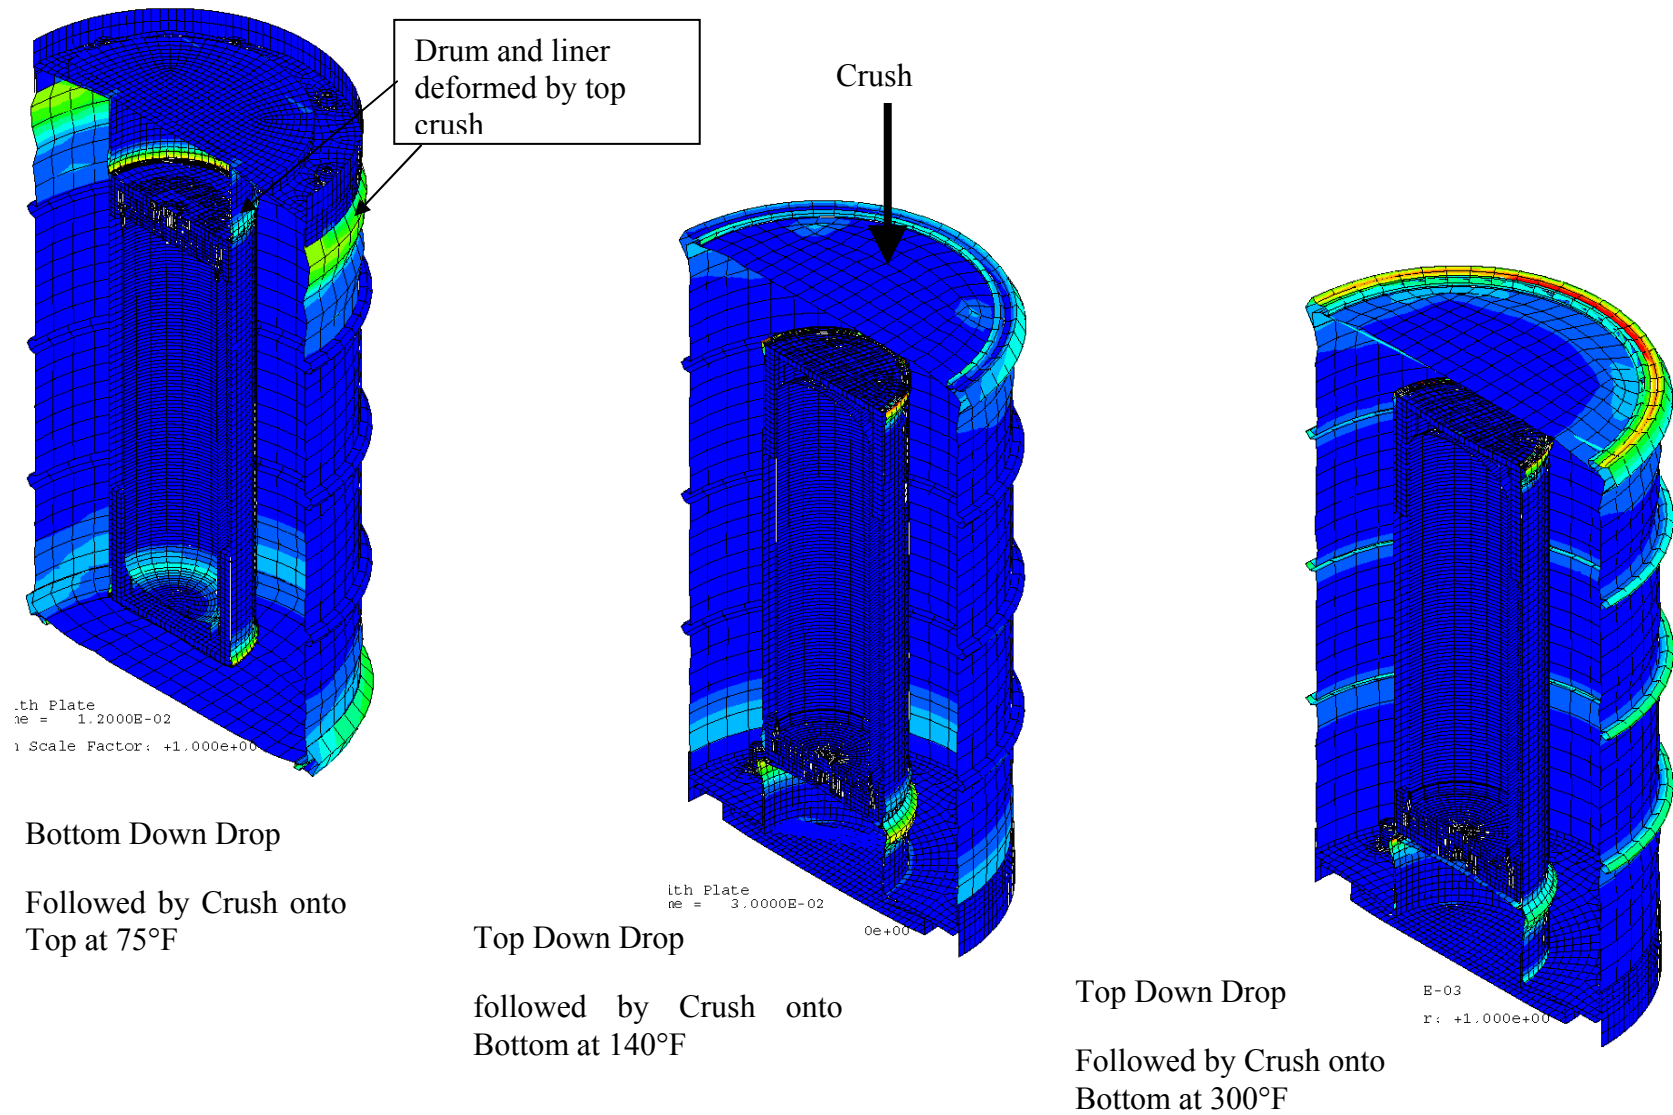 Drum and liner
deformed by top
crush
Crush
.th Plate
ne = 1.2000E-02
n Scale Factor: +1.000e+00
Bottom Down Drop
Followed by Crush onto
Top at 75°F
ith Plate
ne = 3.0000E-02
0e+00
Top Down Drop
followed by Crush onto
Bottom at 140°F
E-03
r: +1.000e+00
Top Down Drop
Followed by Crush onto
Bottom at 300°F